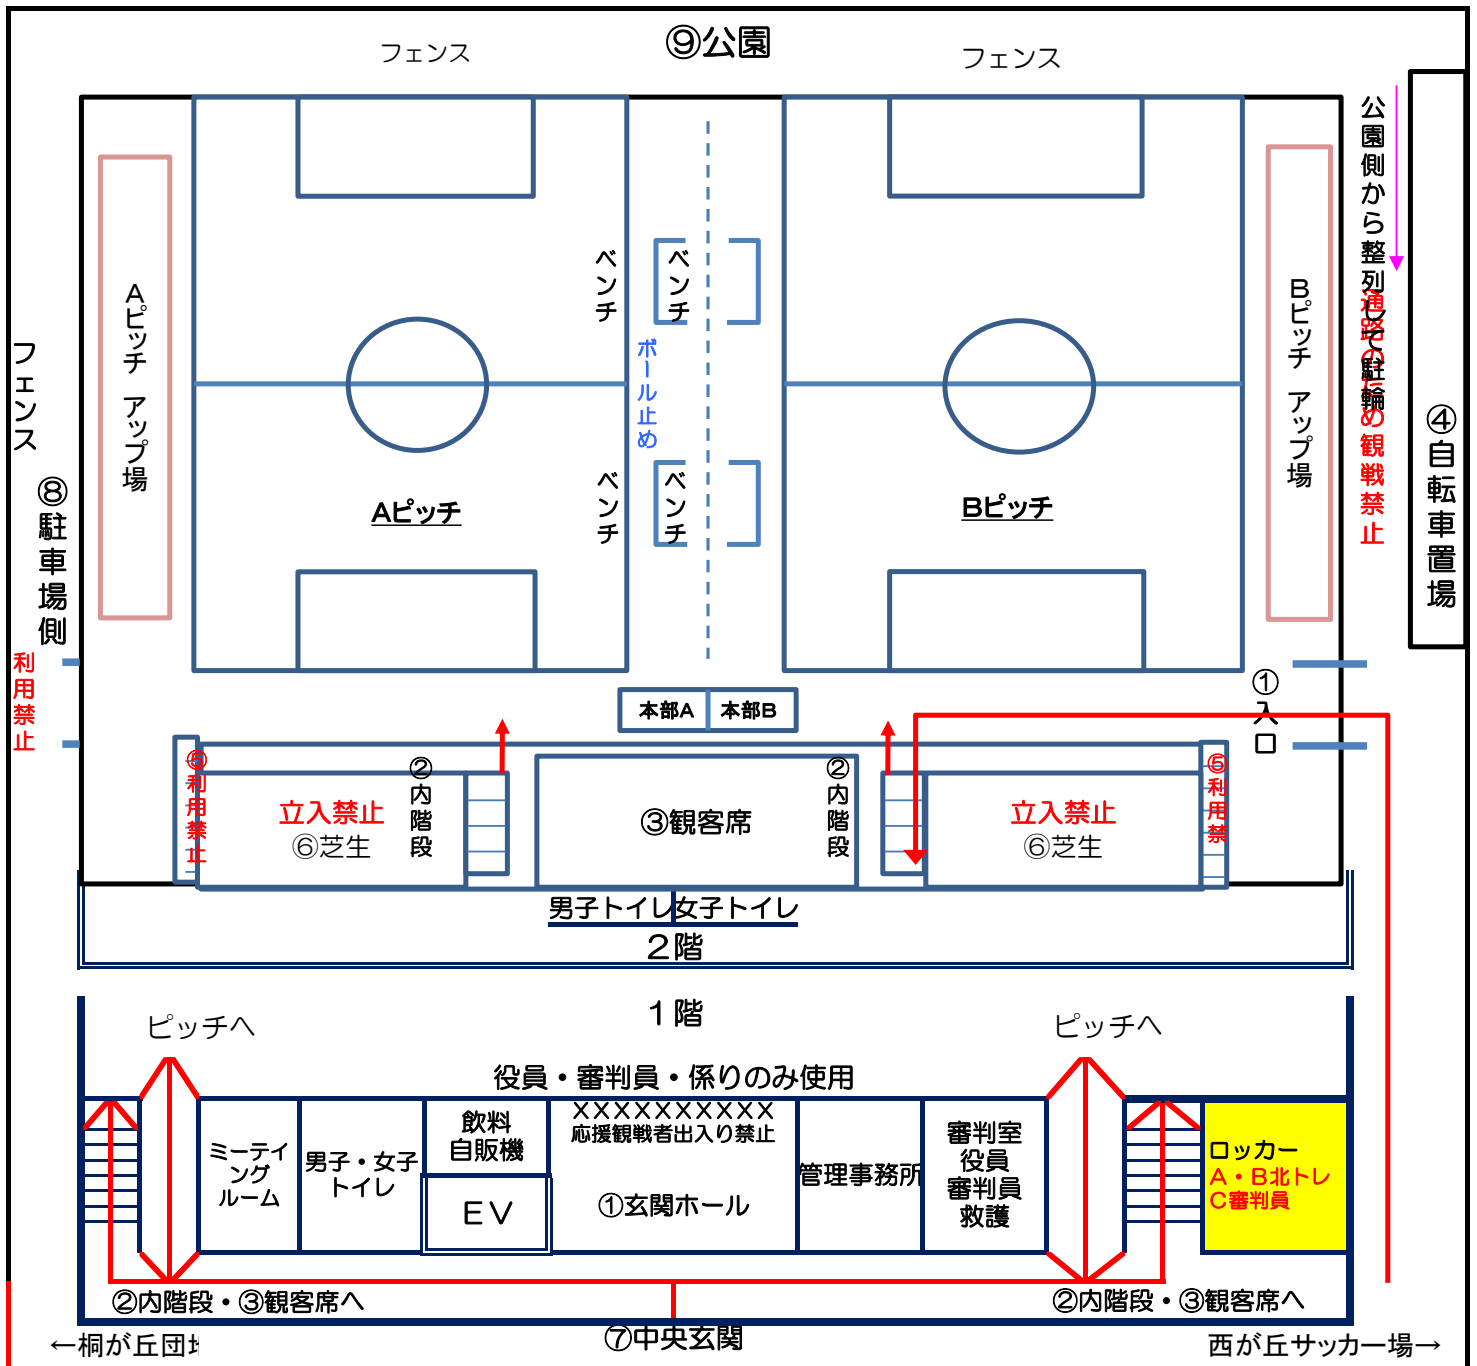 ⑨公園
フェンス
フェンス
公園側から整列して駐輪
通路のため観戦禁止
④自転車置場
Aピッチ アップ場
Bピッチ アップ場
ベンチ
ベンチ
ボール止め
ベンチ
ベンチ
Aピッチ
Bピッチ
フェンス
⑧駐車場側
利用禁止
①入口
本部A
本部B
⑤利用禁止
立入禁止
⑥芝生
②内階段
③観客席
②内階段
立入禁止
⑥芝生
⑤利用禁
男子トイレ
女子トイレ
2階
1階
ピッチへ
ピッチへ
役員・審判員・係りのみ使用
ミーティ
ング
ルーム
男子・女子
トイレ
飲料
自販機
EV
××××××××××
応援観戦者出入り禁止
①玄関ホール
管理事務所
審判室
役員
審判員
救護
ロッカー
A・B北トレ
C審判員
②内階段・③観客席へ
②内階段・③観客席へ
←桐が丘団
⑦中央玄関
西が丘サッカー場→